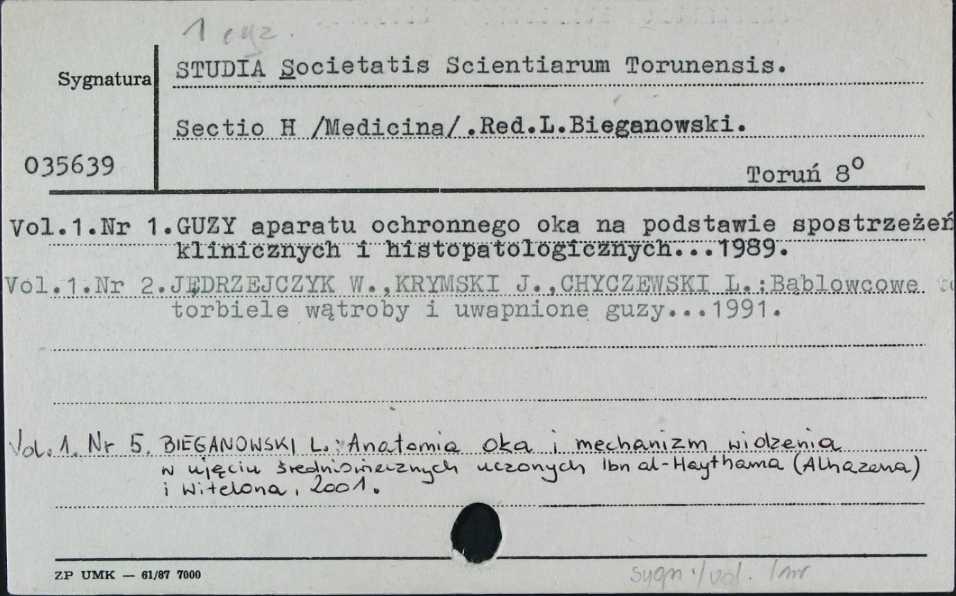 1 egz.
Sygnatura
STUDIA Societatis Scientiarum Torunensis.
Sectio H /Medicina/.Red.L.Bieganowski.
035639
Toruń 8o
Vol.1.Nr 1.GUZY aparatu ochronnego oka na podstawie spostrzeżeń
klinicznych i histopatologicznych...1989.
Vol.1.Nr 2.JĘDRZEJCZYK W.,KRYMSKI J.,CHYCZEWSKI L.:Bąblowcowe
torbiele wątroby i uwapnione guzy...1991.
Vol. 1. Nr 5. BIEGANOWSKI L.: Anatomia oka i mechanizm widzenia
w ujęciu średniowiecznych uczonych Ibn al-Haythama (Alhazena)
i Witelona, 2001.
ZP UMK — 61/87 7000
sygn./vol. /nr